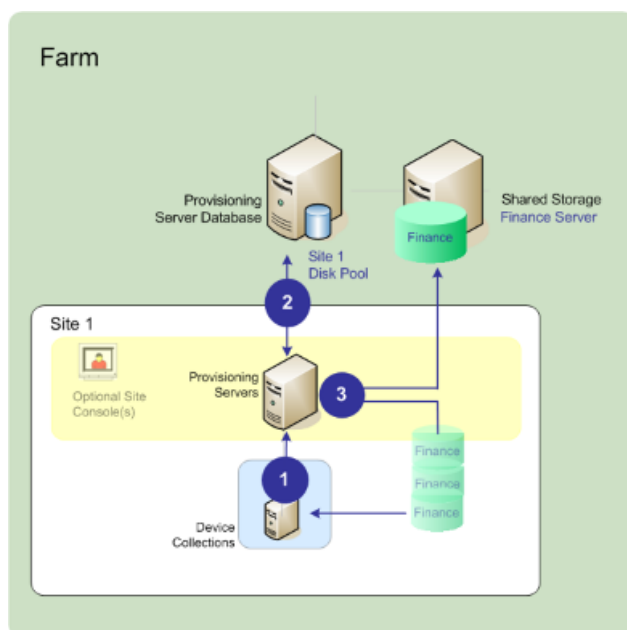 Farm
Provisioning
Server Database
Shared Storage
Finance Server
Finance
Site 1
Disk Pool
2
Site 1
Optional Site
Console(s)
Provisioning
Servers
3
Finance
Finance
Finance
1
Device
Collections